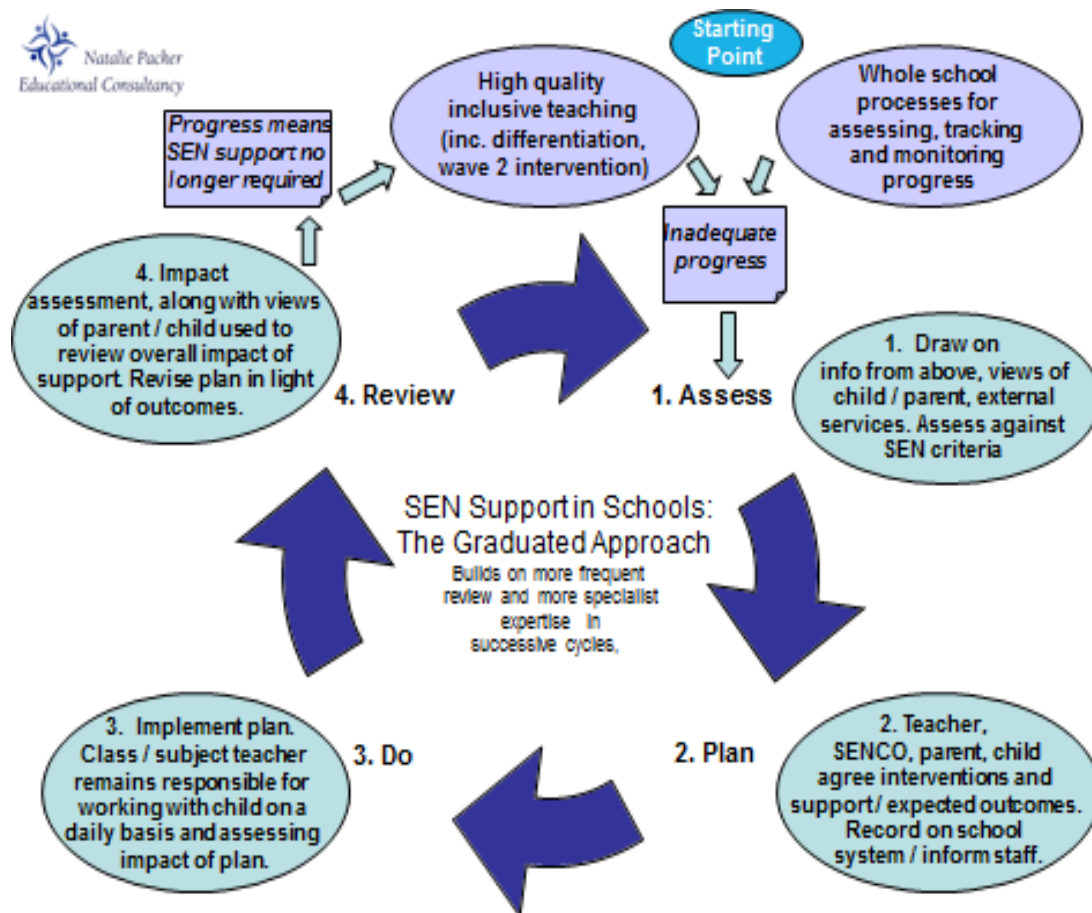 Natalie Packer
Educational Consultancy
Starting
Point
High quality
inclusive teaching
(inc. differentiation,
wave 2 intervention)
Whole school
processes for
assessing, tracking
and monitoring
progress
Progress means
SEN support no
longer required
Inadequate
progress
4. Impact
assessment, along with views
of parent / child used to
review overall impact of
support. Revise plan in light
of outcomes.
4. Review
1. Assess
1. Draw on
info from above, views of
child / parent, external
services. Assess against
SEN criteria
SEN Support in Schools:
The Graduated Approach
Builds on more frequent
review and more specialist
expertise in
successive cycles,
3. Implement plan.
Class / subject teacher
remains responsible for
working with child on a
daily basis and assessing
impact of plan.
3. Do
2. Plan
2. Teacher,
SENCO, parent, child
agree interventions and
support / expected outcomes.
Record on school
system / inform staff.